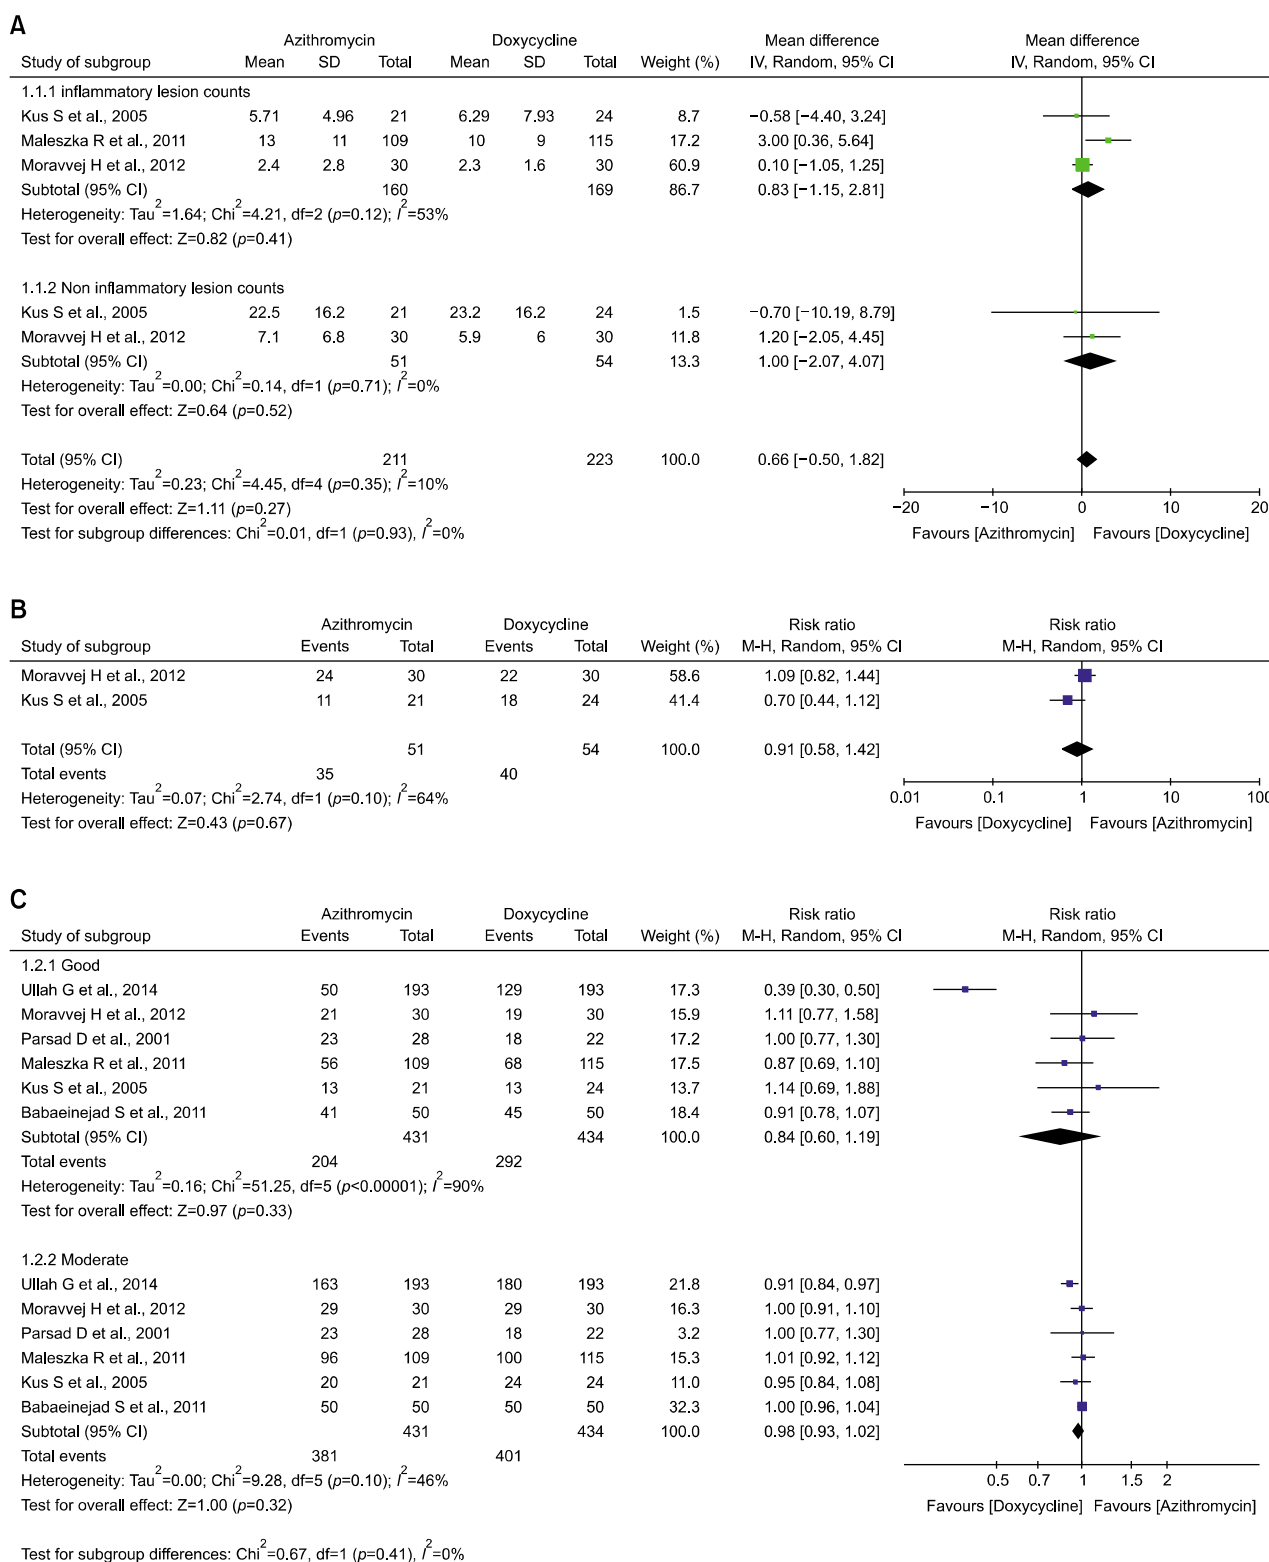 A
Azithromycin Doxycycline Mean difference Mean difference
Study of subgroup Mean SD Total Mean SD Total Weight (%) IV, Random, 95% CI IV, Random, 95% CI
1.1.1 inflammatory lesion counts
Kus S et al., 2005 5.71 4.96 21 6.29 7.93 24 8.7 −0.58 [−4.40, 3.24]
Maleszka R et al., 2011 13 11 109 10 9 115 17.2 3.00 [0.36, 5.64]
Moravvej H et al., 2012 2.4 2.8 30 2.3 1.6 30 60.9 0.10 [−1.05, 1.25]
Subtotal (95% CI) 160 169 86.7 0.83 [−1.15, 2.81]
Heterogeneity: Tau²=1.64; Chi²=4.21, df=2 (p=0.12); I²=53%
Test for overall effect: Z=0.82 (p=0.41)
1.1.2 Non inflammatory lesion counts
Kus S et al., 2005 22.5 16.2 21 23.2 16.2 24 1.5 −0.70 [−10.19, 8.79]
Moravvej H et al., 2012 7.1 6.8 30 5.9 6 30 11.8 1.20 [−2.05, 4.45]
Subtotal (95% CI) 51 54 13.3 1.00 [−2.07, 4.07]
Heterogeneity: Tau²=0.00; Chi²=0.14, df=1 (p=0.71); I²=0%
Test for overall effect: Z=0.64 (p=0.52)
Total (95% CI) 211 223 100.0 0.66 [−0.50, 1.82]
Heterogeneity: Tau²=0.23; Chi²=4.45, df=4 (p=0.35); I²=10%
Test for overall effect: Z=1.11 (p=0.27)
Test for subgroup differences: Chi²=0.01, df=1 (p=0.93), I²=0%
−20 −10 0 10 20
Favours [Azithromycin] Favours [Doxycycline]
B
Azithromycin Doxycycline Risk ratio Risk ratio
Study of subgroup Events Total Events Total Weight (%) M-H, Random, 95% CI M-H, Random, 95% CI
Moravvej H et al., 2012 24 30 22 30 58.6 1.09 [0.82, 1.44]
Kus S et al., 2005 11 21 18 24 41.4 0.70 [0.44, 1.12]
Total (95% CI) 51 54 100.0 0.91 [0.58, 1.42]
Total events 35 40
Heterogeneity: Tau²=0.07; Chi²=2.74, df=1 (p=0.10); I²=64%
Test for overall effect: Z=0.43 (p=0.67)
0.01 0.1 1 10 100
Favours [Doxycycline] Favours [Azithromycin]
C
Azithromycin Doxycycline Risk ratio Risk ratio
Study of subgroup Events Total Events Total Weight (%) M-H, Random, 95% CI M-H, Random, 95% CI
1.2.1 Good
Ullah G et al., 2014 50 193 129 193 17.3 0.39 [0.30, 0.50]
Moravvej H et al., 2012 21 30 19 30 15.9 1.11 [0.77, 1.58]
Parsad D et al., 2001 23 28 18 22 17.2 1.00 [0.77, 1.30]
Maleszka R et al., 2011 56 109 68 115 17.5 0.87 [0.69, 1.10]
Kus S et al., 2005 13 21 13 24 13.7 1.14 [0.69, 1.88]
Babaeinejad S et al., 2011 41 50 45 50 18.4 0.91 [0.78, 1.07]
Subtotal (95% CI) 431 434 100.0 0.84 [0.60, 1.19]
Total events 204 292
Heterogeneity: Tau²=0.16; Chi²=51.25, df=5 (p<0.00001); I²=90%
Test for overall effect: Z=0.97 (p=0.33)
1.2.2 Moderate
Ullah G et al., 2014 163 193 180 193 21.8 0.91 [0.84, 0.97]
Moravvej H et al., 2012 29 30 29 30 16.3 1.00 [0.91, 1.10]
Parsad D et al., 2001 23 28 18 22 3.2 1.00 [0.77, 1.30]
Maleszka R et al., 2011 96 109 100 115 15.3 1.01 [0.92, 1.12]
Kus S et al., 2005 20 21 24 24 11.0 0.95 [0.84, 1.08]
Babaeinejad S et al., 2011 50 50 50 50 32.3 1.00 [0.96, 1.04]
Subtotal (95% CI) 431 434 100.0 0.98 [0.93, 1.02]
Total events 381 401
Heterogeneity: Tau²=0.00; Chi²=9.28, df=5 (p=0.10); I²=46%
Test for overall effect: Z=1.00 (p=0.32)
0.5 0.7 1 1.5 2
Favours [Doxycycline] Favours [Azithromycin]
Test for subgroup differences: Chi²=0.67, df=1 (p=0.41), I²=0%